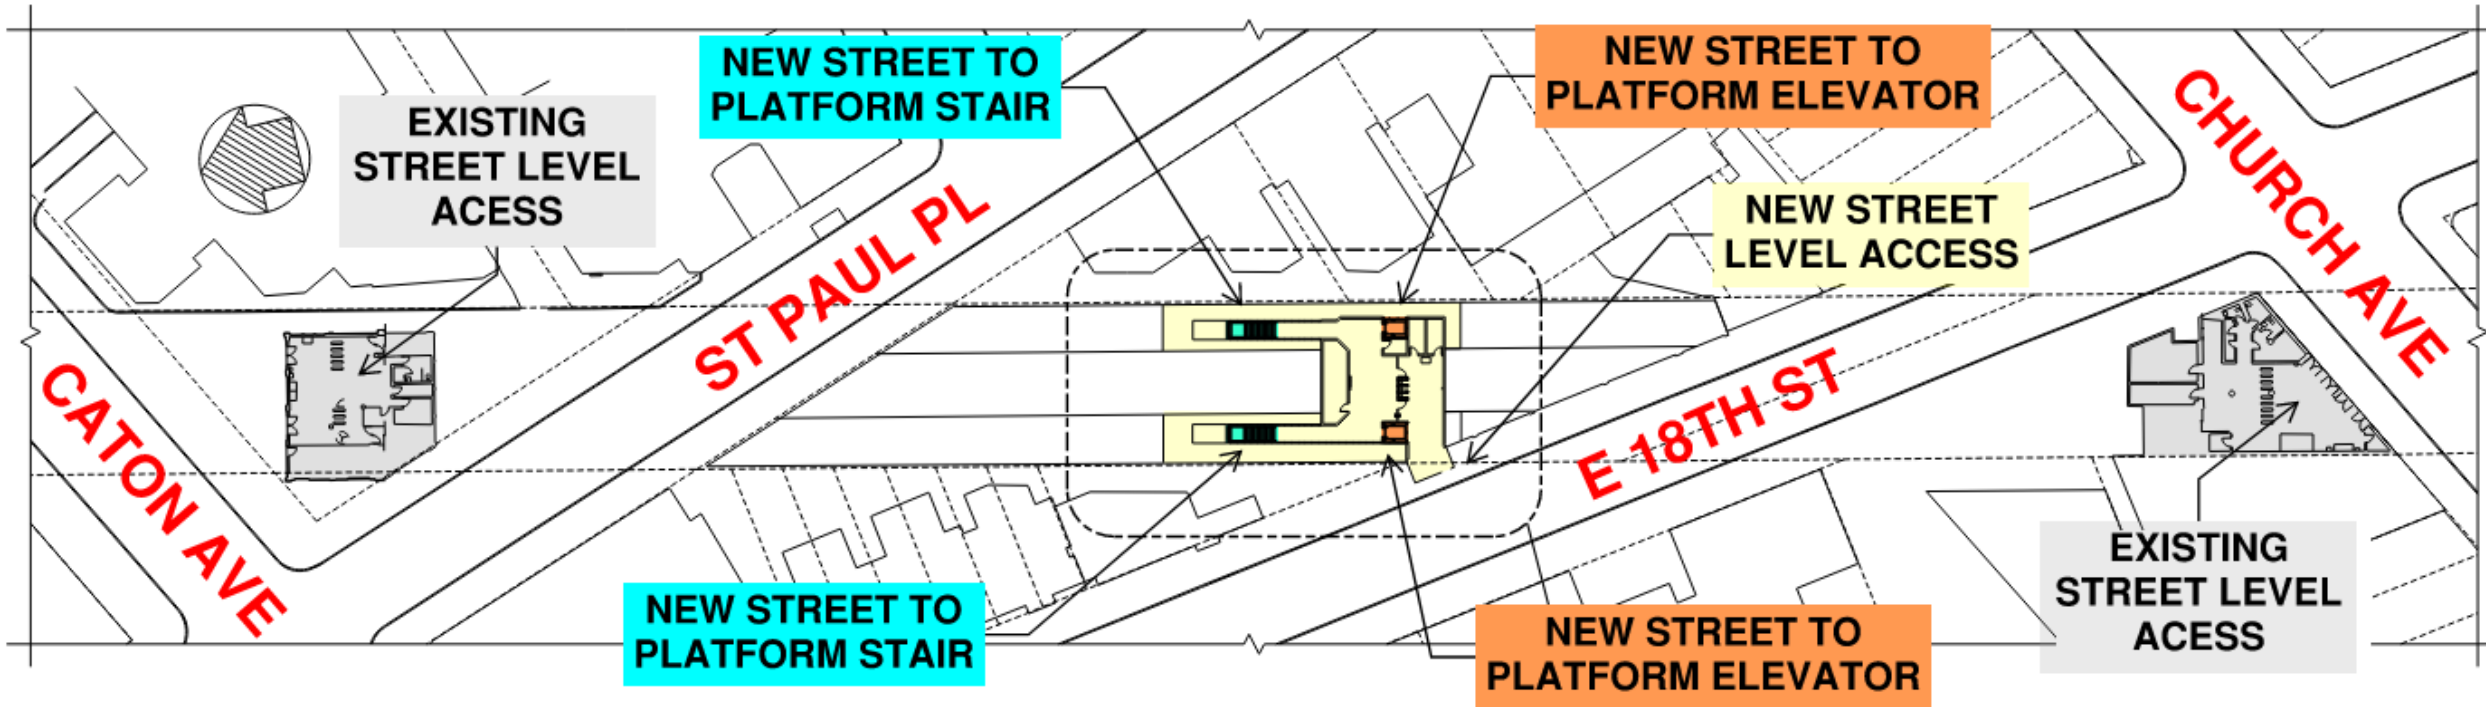 NEW STREET TO
PLATFORM STAIR
NEW STREET TO
PLATFORM ELEVATOR
EXISTING
STREET LEVEL
ACESS
CHURCH AVE
NEW STREET
LEVEL ACCESS
ST PAUL PL
CATON AVE
E 18TH ST
EXISTING
STREET LEVEL
ACESS
NEW STREET TO
PLATFORM STAIR
NEW STREET TO
PLATFORM ELEVATOR